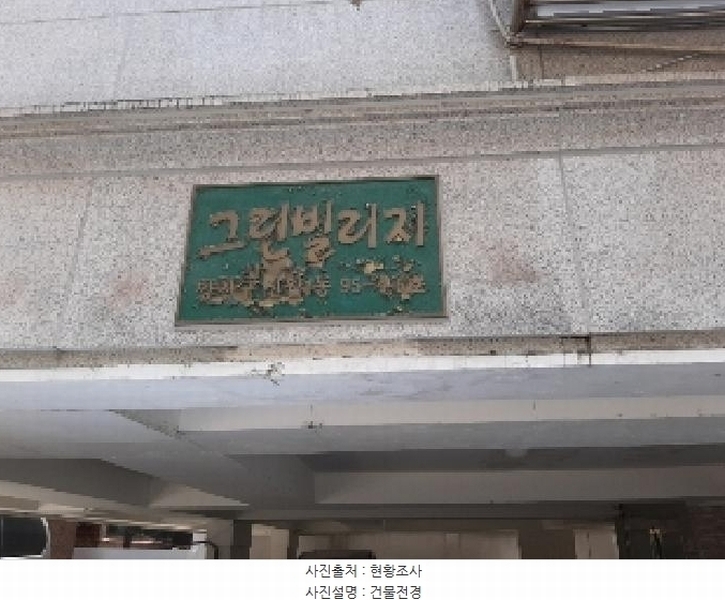 그린빌리지
95-
사진출처 : 현황조사
사진설명 : 건물전경